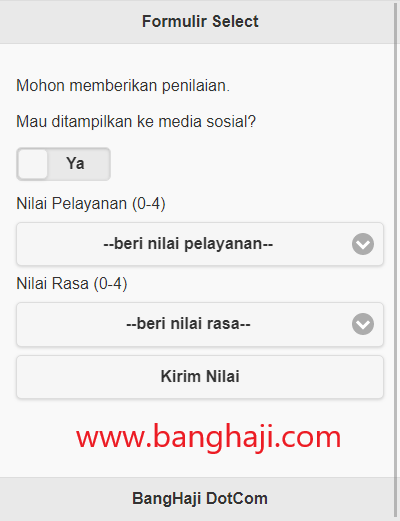 Formulir Select
Mohon memberikan penilaian.
Mau ditampilkan ke media sosial?
Ya
Nilai Pelayanan (0-4)
--beri nilai pelayanan--
Nilai Rasa (0-4)
--beri nilai rasa--
Kirim Nilai
www.banghaji.com
BangHaji DotCom